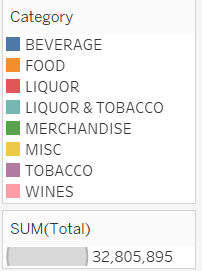 Category
BEVERAGE
FOOD
LIQUOR
LIQUOR & TOBACCO
MERCHANDISE
MISC
TOBACCO
WINES
SUM(Total)
32,805,895